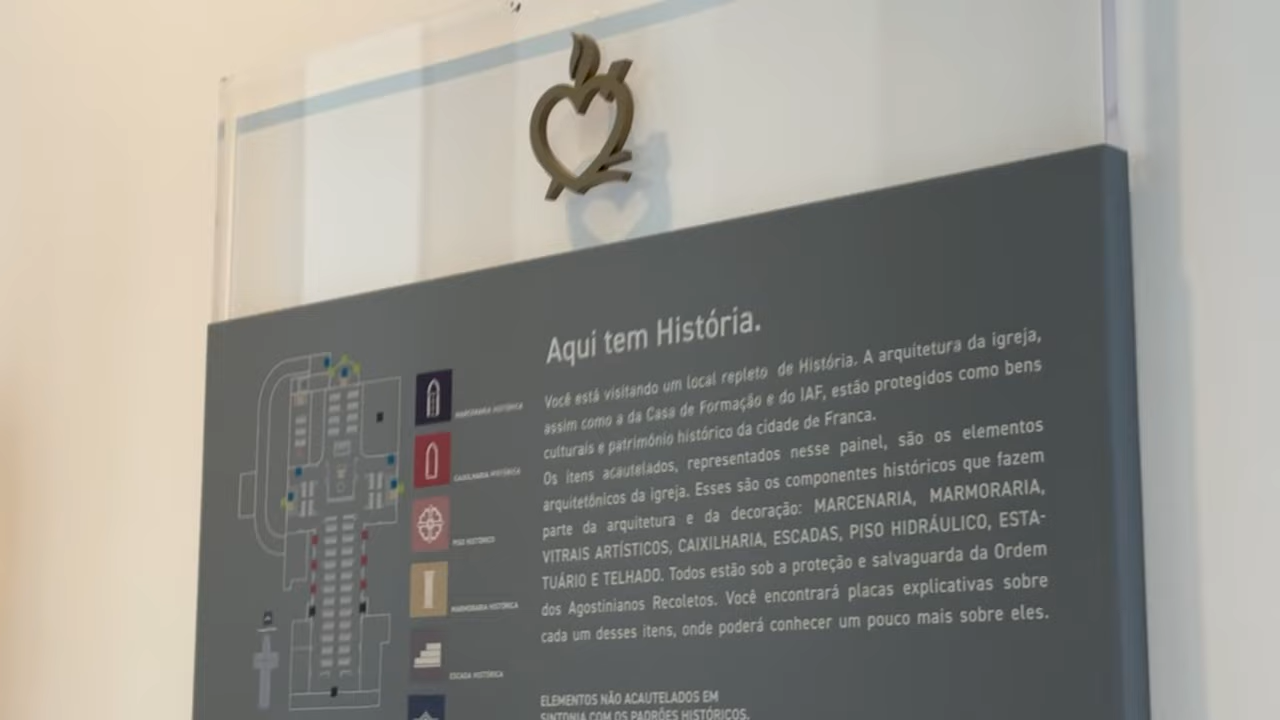 Aqui tem História.
Você está visitando um local repleto de História. A arquitetura da igreja,
assim como a da Casa de Formação e do IAF, estão protegidos como bens
culturais e patrimônio histórico da cidade de Franca.
Os itens acautelados, representados nesse painel, são os elementos
arquitetônicos da igreja. Esses são os componentes históricos que fazem
parte da arquitetura e da decoração: MARCENARIA, MARMORARIA,
VITRAIS ARTÍSTICOS, CAIXILHARIA, ESCADAS, PISO HIDRÁULICO, ESTA-
TUÁRIO E TELHADO. Todos estão sob a proteção e salvaguarda da Ordem
dos Agostinianos Recoletos. Você encontrará placas explicativas sobre
cada um desses itens, onde poderá conhecer um pouco mais sobre eles.
MARCENARIA HISTÓRICA
CAIXILHARIA HISTÓRICA
PISO HISTÓRICO
MARMORARIA HISTÓRICA
ESCADA HISTÓRICA
ELEMENTOS NÃO ACAUTELADOS EM
SINTONIA COM OS PADRÕES HISTÓRICOS.